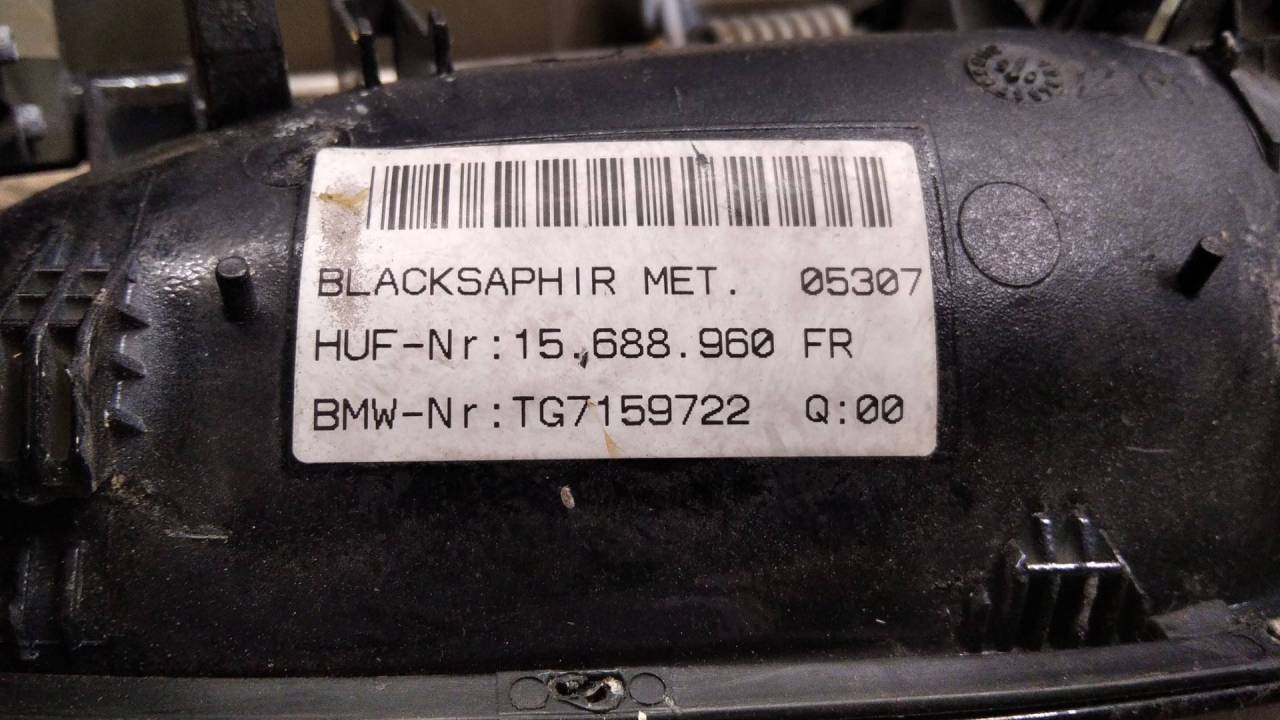 BLACKSAPHIR MET. 05307
HUF-Nr:15.688.960 FR
BMW-Nr:TG7159722 Q:00